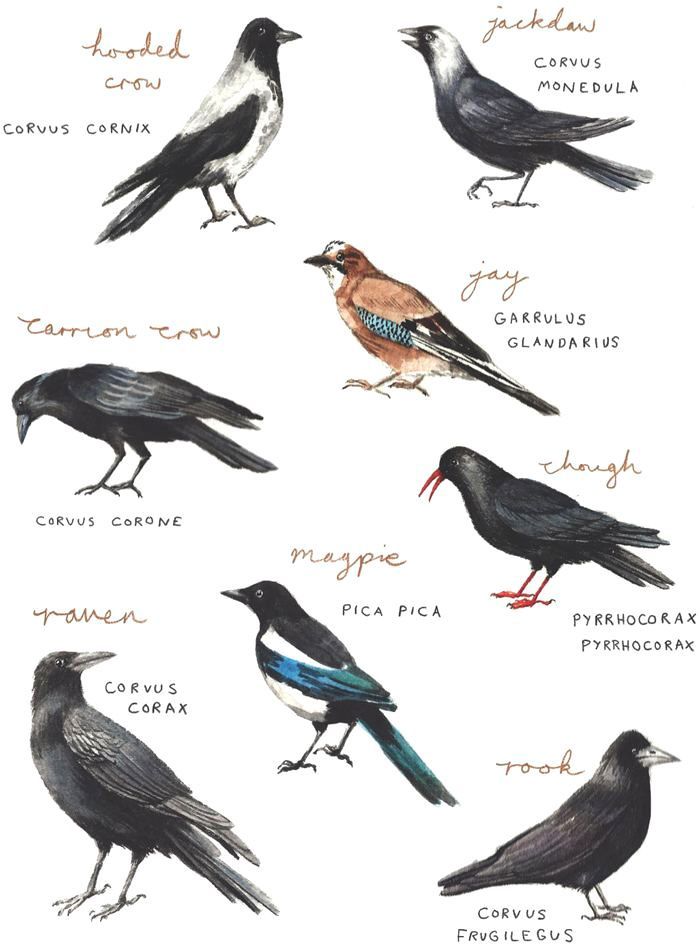 hooded
crow
CORVUS CORNIX
jackdaw
CORVUS
MONEDULA
jay
GARRULUS
GLANDARIUS
carrion crow
CORVUS CORONE
chough
PYRRHOCORAX
PYRRHOCORAX
magpie
PICA PICA
raven
CORVUS
CORAX
rook
CORVUS
FRUGILEGUS